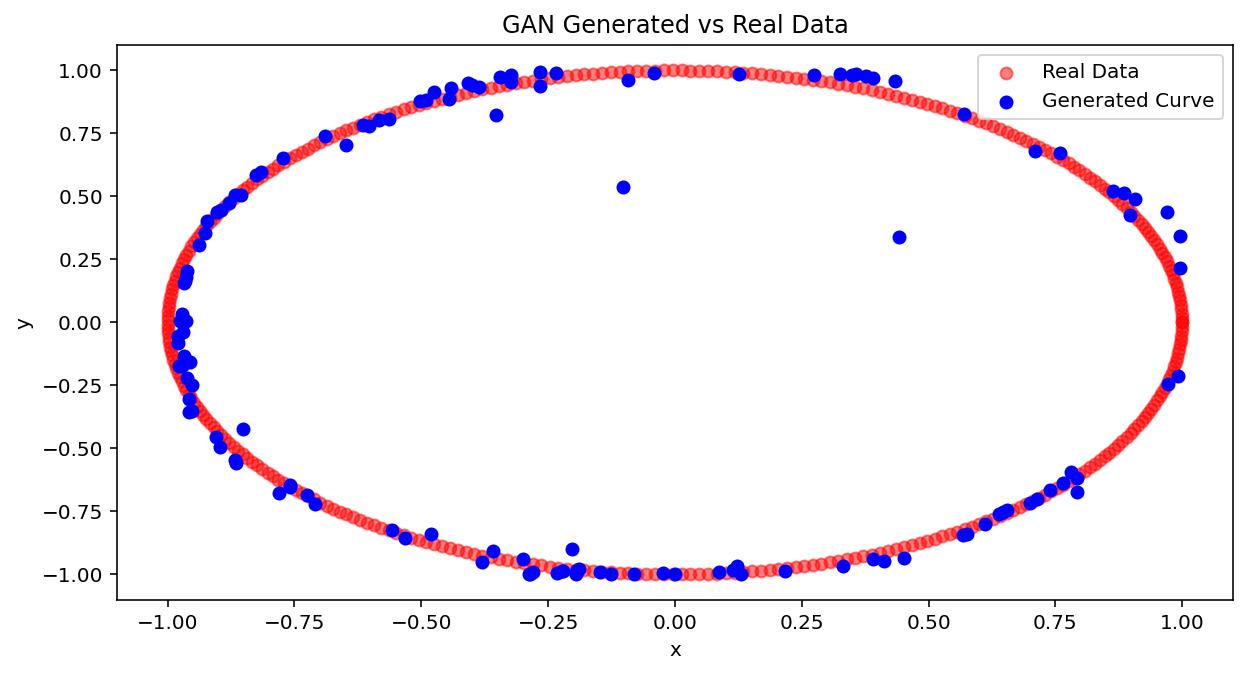 GAN Generated vs Real Data
Real Data
Generated Curve
1.00
0.75
0.50
0.25
0.00
−0.25
−0.50
−0.75
−1.00
y
−1.00 −0.75 −0.50 −0.25 0.00 0.25 0.50 0.75 1.00
x